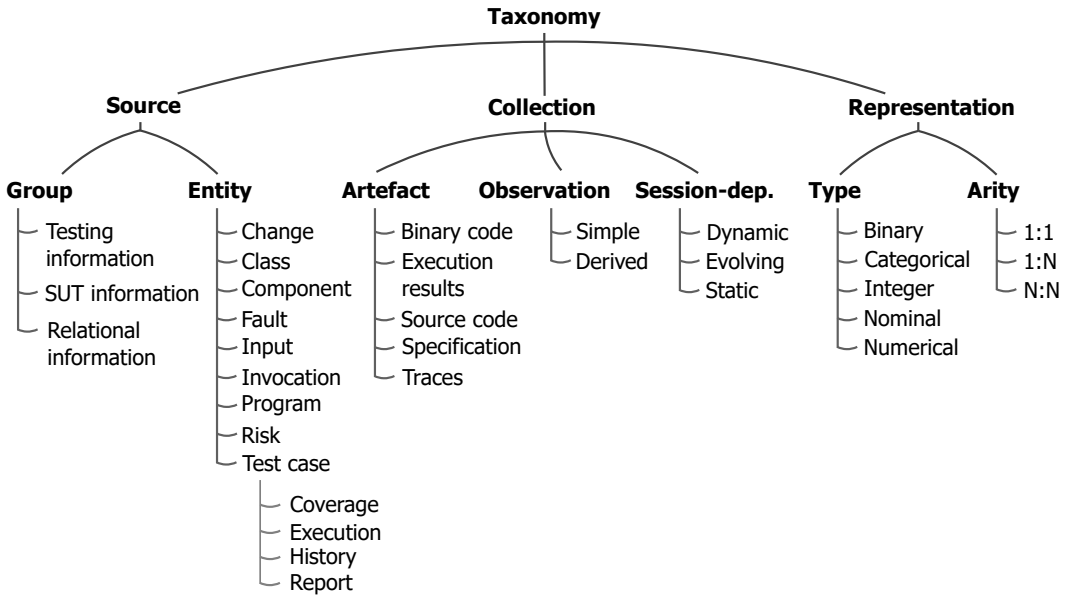 Taxonomy
Source
Collection
Representation
Group
Entity
Artefact
Observation
Session-dep.
Type
Arity
Testing
information
SUT information
Relational
information
Change
Class
Component
Fault
Input
Invocation
Program
Risk
Test case
Coverage
Execution
History
Report
Binary code
Execution
results
Source code
Specification
Traces
Simple
Derived
Dynamic
Evolving
Static
Binary
Categorical
Integer
Nominal
Numerical
1:1
1:N
N:N